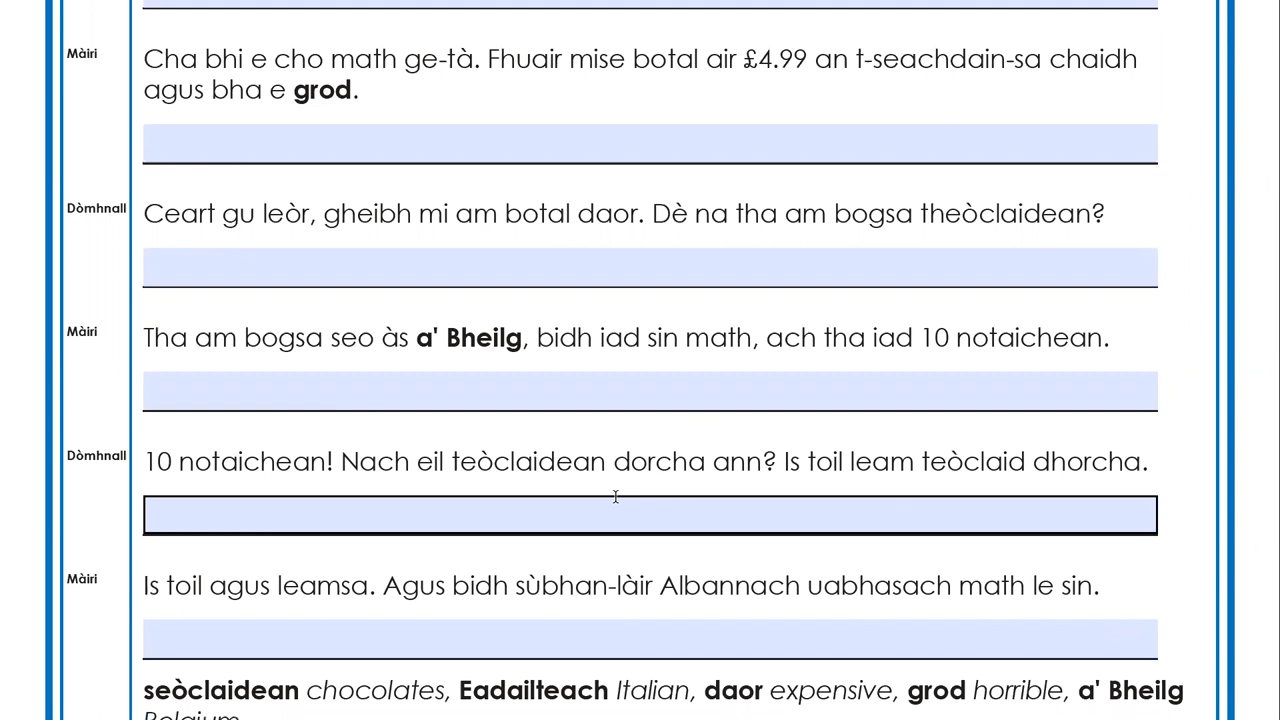 Màiri
Cha bhi e cho math ge-tà. Fhuair mise botal air £4.99 an t-seachdain-sa chaidh
agus bha e grod.
Dòmhnall
Ceart gu leòr, gheibh mi am botal daor. Dè na tha am bogsa theòclaidean?
Màiri
Tha am bogsa seo às a' Bheilg, bidh iad sin math, ach tha iad 10 notaichean.
Dòmhnall
10 notaichean! Nach eil teòclaidean dorcha ann? Is toil leam teòclaid dhorcha.
Màiri
Is toil agus leamsa. Agus bidh sùbhan-làir Albannach uabhasach math le sin.
seòclaidean chocolates, Eadailteach Italian, daor expensive, grod horrible, a' Bheilg
Belgium